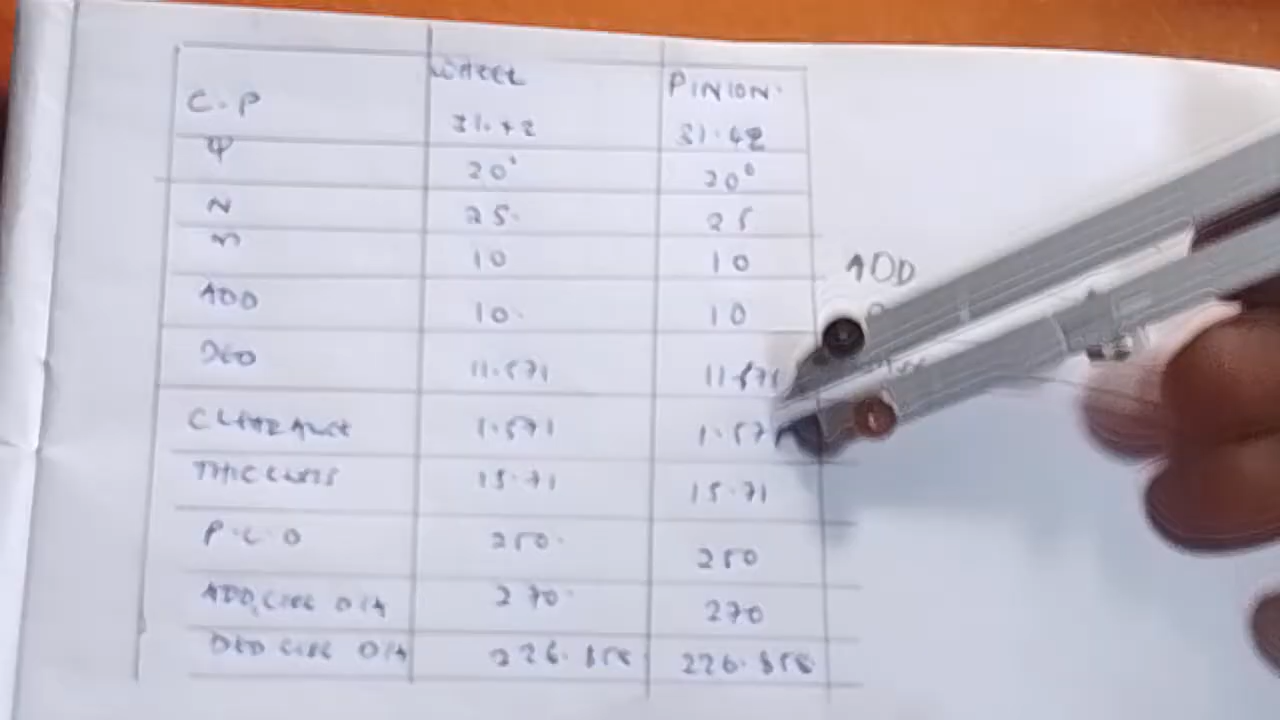 WHEEL PINION.
C.P 31.42 31.42
φ 20° 20°
N 25. 25
m 10 10
ADD 10. 10
DED 11.571 11.571
CLEARANCE 1.571 1.571
THICKNESS 15.71 15.71
P.C.D 250. 250
ADD CIRC DIA 270. 270
DED CIRC DIA 226.858 226.858
ADD